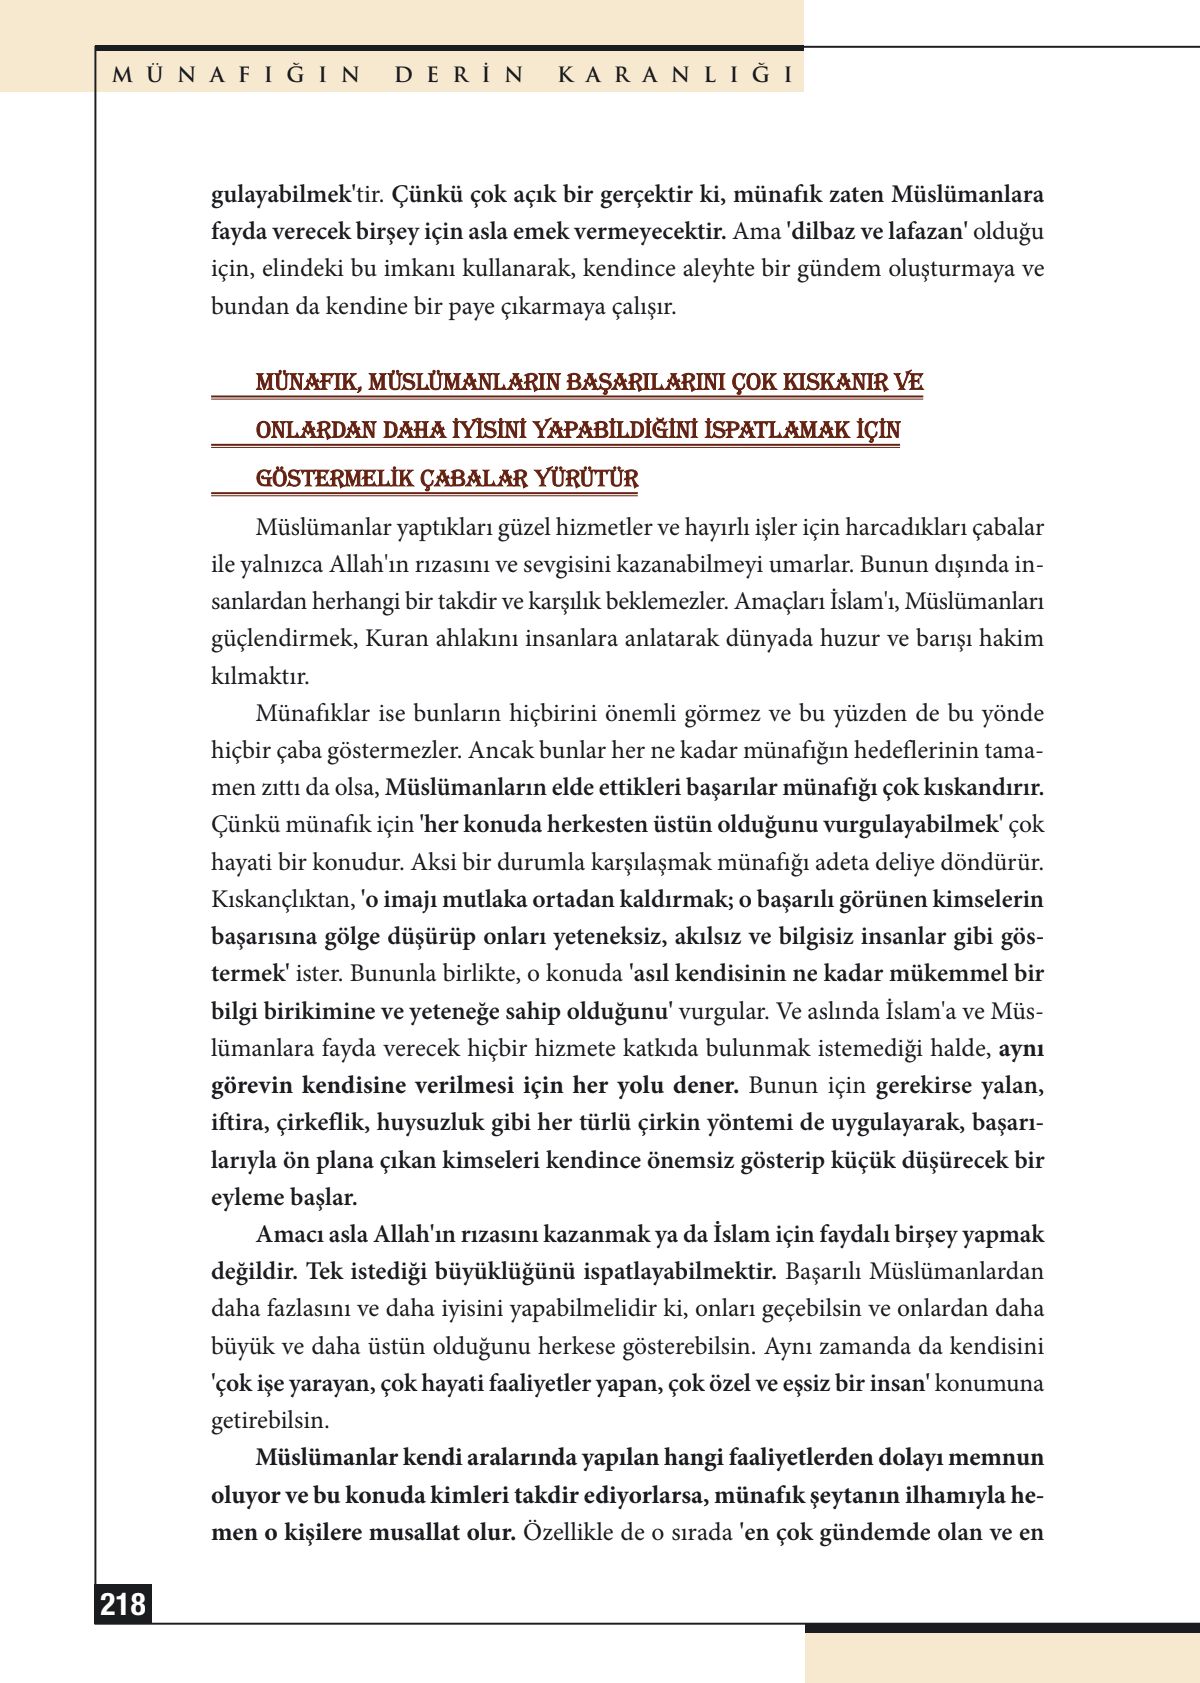 MÜNAFIĞIN DERİN KARANLIĞI
gulayabilmek'tir. Çünkü çok açık bir gerçektir ki, münafık zaten Müslümanlara
fayda verecek birşey için asla emek vermeyecektir. Ama 'dilbaz ve lafazan' olduğu
için, elindeki bu imkanı kullanarak, kendince aleyhte bir gündem oluşturmaya ve
bundan da kendine bir paye çıkarmaya çalışır.
MÜNAFIK, MÜSLÜMANLARIN BAŞARILARINI ÇOK KISKANIR VE
ONLARDAN DAHA İYİSİNİ YAPABİLDİĞİNİ İSPATLAMAK İÇİN
GÖSTERMELİK ÇABALAR YÜRÜTÜR
Müslümanlar yaptıkları güzel hizmetler ve hayırlı işler için harcadıkları çabalar
ile yalnızca Allah'ın rızasını ve sevgisini kazanabilmeyi umarlar. Bunun dışında in-
sanlardan herhangi bir takdir ve karşılık beklemezler. Amaçları İslam'ı, Müslümanları
güçlendirmek, Kuran ahlakını insanlara anlatarak dünyada huzur ve barışı hakim
kılmaktır.
Münafıklar ise bunların hiçbirini önemli görmez ve bu yüzden de bu yönde
hiçbir çaba göstermezler. Ancak bunlar her ne kadar münafığın hedeflerinin tama-
men zıttı da olsa, Müslümanların elde ettikleri başarılar münafığı çok kıskandırır.
Çünkü münafık için 'her konuda herkesten üstün olduğunu vurgulayabilmek' çok
hayati bir konudur. Aksi bir durumla karşılaşmak münafığı adeta deliye döndürür.
Kıskançlıktan, 'o imajı mutlaka ortadan kaldırmak; o başarılı görünen kimselerin
başarısına gölge düşürüp onları yeteneksiz, akılsız ve bilgisiz insanlar gibi gös-
termek' ister. Bununla birlikte, o konuda 'asıl kendisinin ne kadar mükemmel bir
bilgi birikimine ve yeteneğe sahip olduğunu' vurgular. Ve aslında İslam'a ve Müs-
lümanlara fayda verecek hiçbir hizmete katkıda bulunmak istemediği halde, aynı
görevin kendisine verilmesi için her yolu dener. Bunun için gerekirse yalan,
iftira, çirkeflik, huysuzluk gibi her türlü çirkin yöntemi de uygulayarak, başarı-
larıyla ön plana çıkan kimseleri kendince önemsiz gösterip küçük düşürecek bir
eyleme başlar.
Amacı asla Allah'ın rızasını kazanmak ya da İslam için faydalı birşey yapmak
değildir. Tek istediği büyüklüğünü ispatlayabilmektir. Başarılı Müslümanlardan
daha fazlasını ve daha iyisini yapabilmelidir ki, onları geçebilsin ve onlardan daha
büyük ve daha üstün olduğunu herkese gösterebilsin. Aynı zamanda da kendisini
'çok işe yarayan, çok hayati faaliyetler yapan, çok özel ve eşsiz bir insan' konumuna
getirebilsin.
Müslümanlar kendi aralarında yapılan hangi faaliyetlerden dolayı memnun
oluyor ve bu konuda kimleri takdir ediyorlarsa, münafık şeytanın ilhamıyla he-
men o kişilere musallat olur. Özellikle de o sırada 'en çok gündemde olan ve en
218